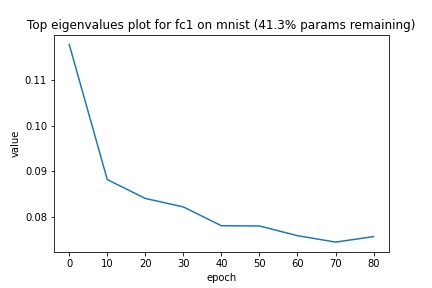 Top eigenvalues plot for fc1 on mnist (41.3% params remaining)
0.11
0.10
0.09
0.08
value
0 10 20 30 40 50 60 70 80
epoch